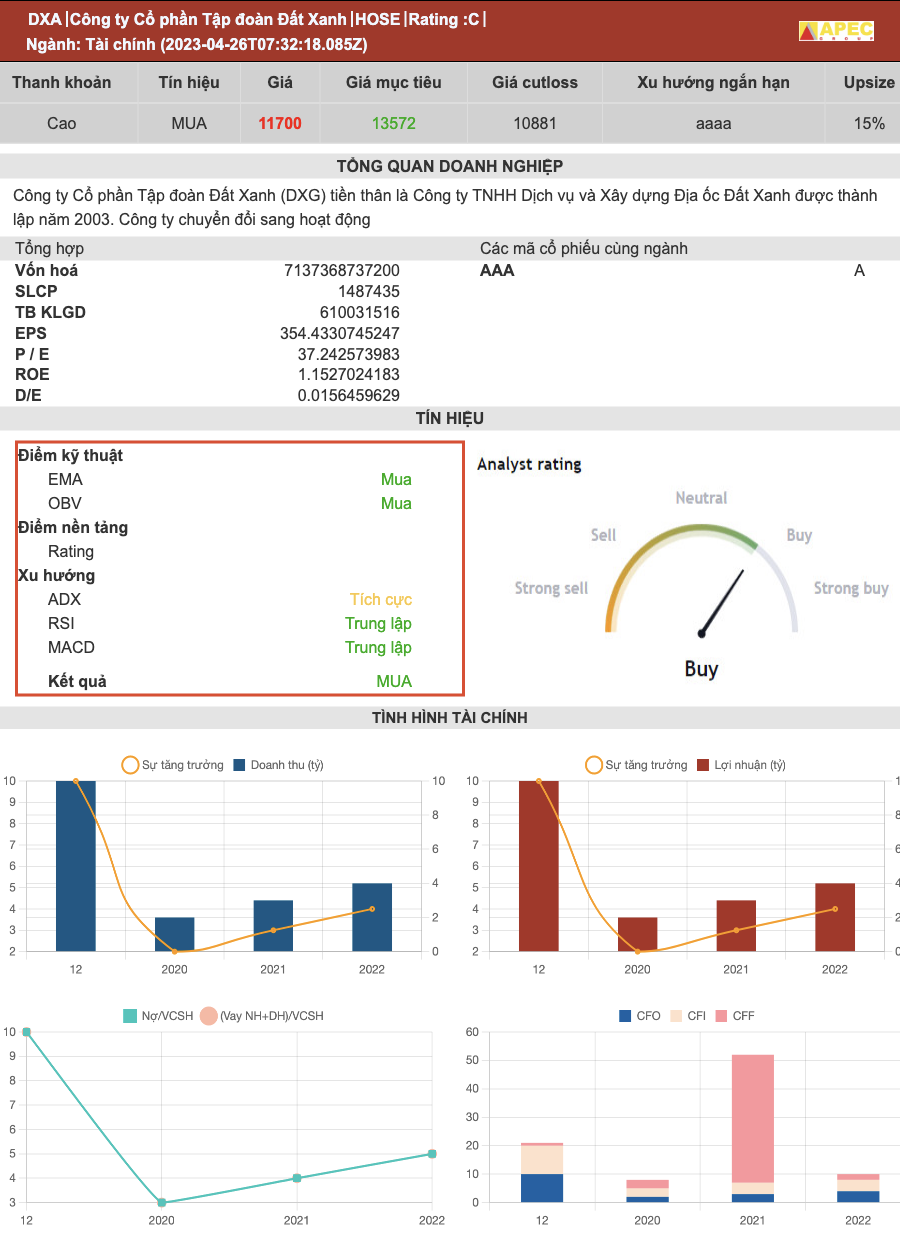 DXA |Công ty Cổ phần Tập đoàn Đất Xanh |HOSE |Rating :C |
Ngành: Tài chính (2023-04-26T07:32:18.085Z)
APEC
GROUP
Thanh khoản Tín hiệu Giá Giá mục tiêu Giá cutloss Xu hướng ngắn hạn Upsize
Cao MUA 11700 13572 10881 aaaa 15%
TỔNG QUAN DOANH NGHIỆP
Công ty Cổ phần Tập đoàn Đất Xanh (DXG) tiền thân là Công ty TNHH Dịch vụ và Xây dựng Địa ốc Đất Xanh được thành
lập năm 2003. Công ty chuyển đổi sang hoạt động
Tổng hợp Các mã cổ phiếu cùng ngành
Vốn hoá 7137368737200 AAA A
SLCP 1487435
TB KLGD 610031516
EPS 354.4330745247
P / E 37.242573983
ROE 1.1527024183
D/E 0.0156459629
TÍN HIỆU
Điểm kỹ thuật
EMA Mua
OBV Mua
Điểm nền tảng
Rating
Xu hướng
ADX Tích cực
RSI Trung lập
MACD Trung lập
Kết quả MUA
Analyst rating
Neutral
Sell Buy
Strong sell Strong buy
Buy
TÌNH HÌNH TÀI CHÍNH
Sự tăng trưởng Doanh thu (tỷ)
10 10
9
8 8
7
6 6
5
4 4
3 2
2 0
12 2020 2021 2022
Sự tăng trưởng Lợi nhuận (tỷ)
10
9
8 8
7
6 6
5
4 4
3 2
2 0
12 2020 2021 2022
Nợ/VCSH (Vay NH+DH)/VCSH
10
9
8
7
6
5
4
3
12 2020 2021 2022
CFO CFI CFF
60
50
40
30
20
10
0
12 2020 2021 2022